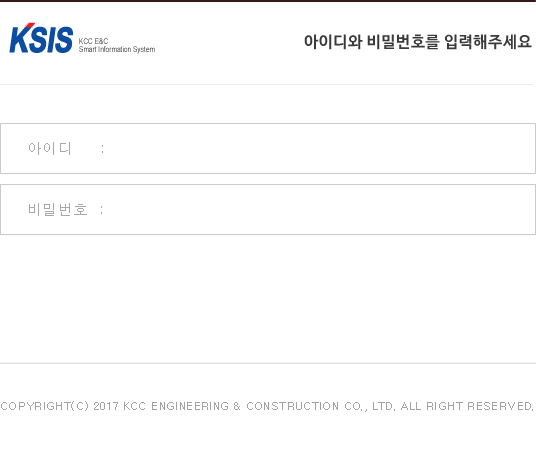 KSIS
KCC E&C
Smart Information System
아이디와 비밀번호를 입력해주세요
아이디 :
비밀번호 :
COPYRIGHT(C) 2017 KCC ENGINEERING & CONSTRUCTION CO., LTD. ALL RIGHT RESERVED.